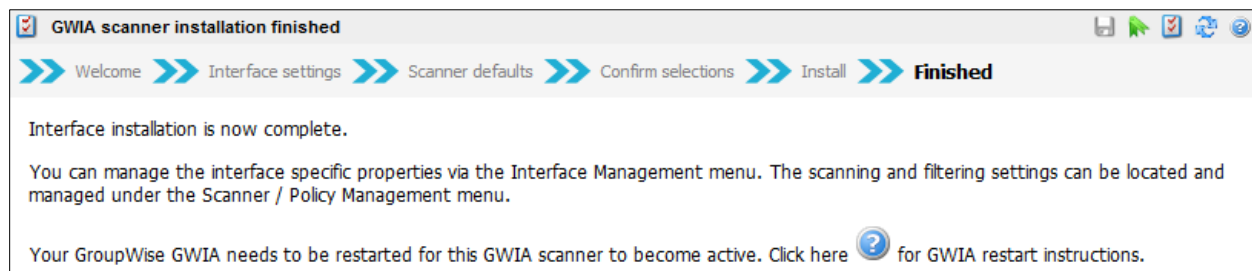 GWIA scanner installation finished
Welcome Interface settings Scanner defaults Confirm selections Install Finished
Interface installation is now complete.
You can manage the interface specific properties via the Interface Management menu. The scanning and filtering settings can be located and
managed under the Scanner / Policy Management menu.
Your GroupWise GWIA needs to be restarted for this GWIA scanner to become active. Click here ? for GWIA restart instructions.